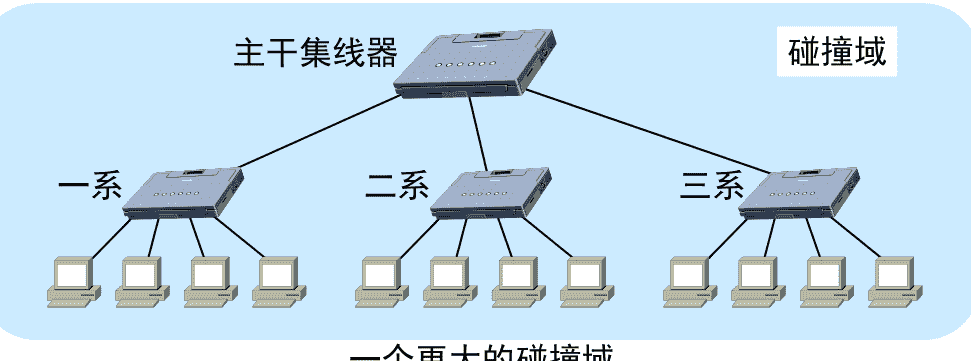 主干集线器
碰撞域
一系
二系
三系
一个更大的碰撞域